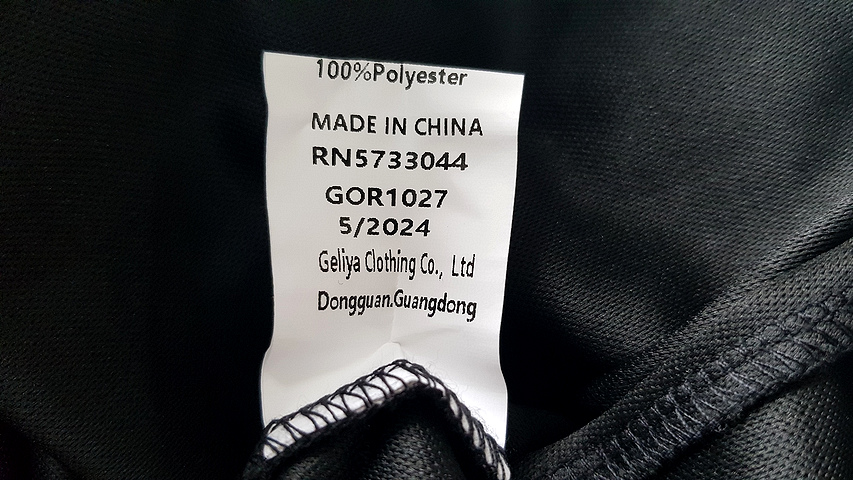 100%Polyester
MADE IN CHINA
RN5733044
GOR1027
5/2024
Geliya Clothing Co., Ltd
Dongguan.Guangdong